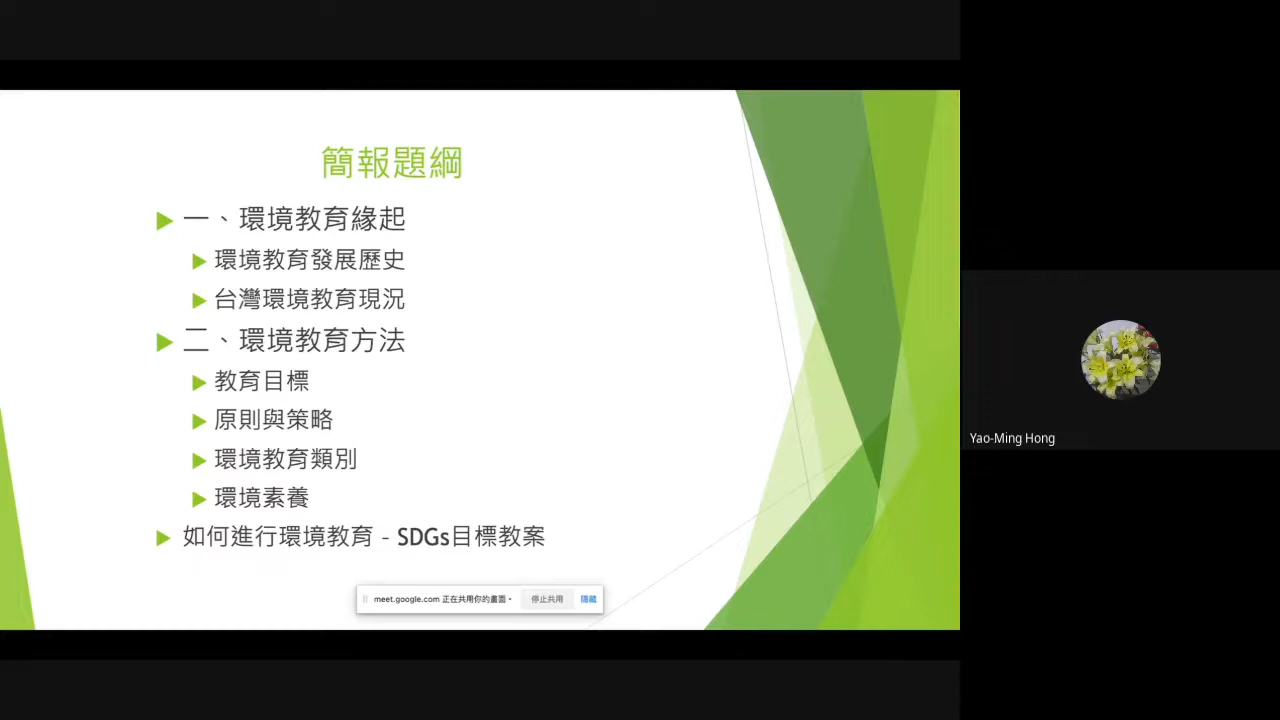 簡報題綱
一、環境教育緣起
環境教育發展歷史
台灣環境教育現況
二、環境教育方法
教育目標
原則與策略
環境教育類別
環境素養
如何進行環境教育 - SDGs目標教案
meet.google.com 正在共用你的畫面。 停止共用 隱藏
Yao-Ming Hong